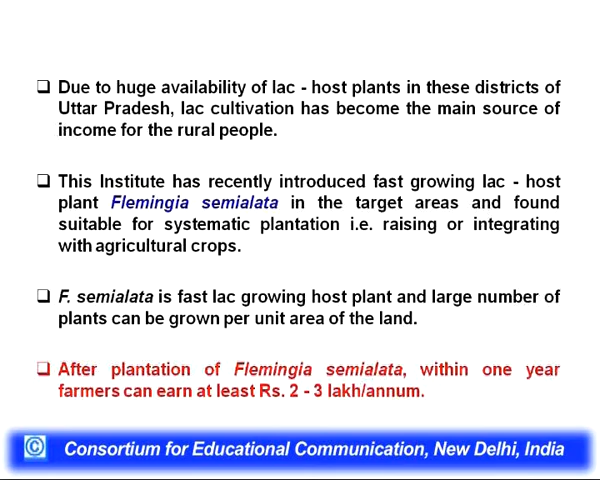 ❑ Due to huge availability of lac - host plants in these districts of
Uttar Pradesh, lac cultivation has become the main source of
income for the rural people.
❑ This Institute has recently introduced fast growing lac - host
plant Flemingia semialata in the target areas and found
suitable for systematic plantation i.e. raising or integrating
with agricultural crops.
❑ F. semialata is fast lac growing host plant and large number of
plants can be grown per unit area of the land.
❑ After plantation of Flemingia semialata, within one year
farmers can earn at least Rs. 2 - 3 lakh/annum.
© Consortium for Educational Communication, New Delhi, India